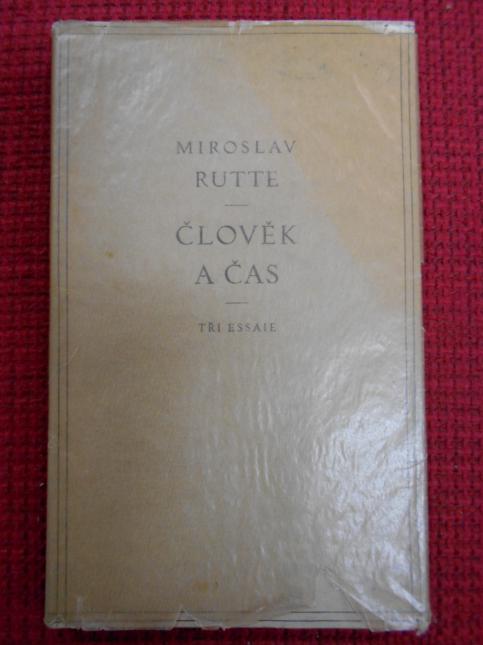 MIROSLAV
RUTTE
ČLOVĚK
A ČAS
TŘI ESSAIE